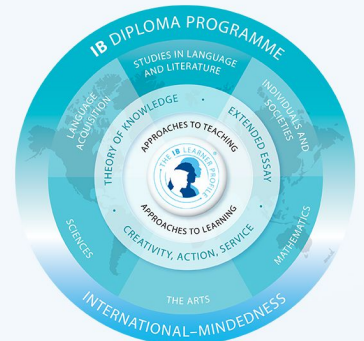 IB DIPLOMA PROGRAMME
STUDIES IN LANGUAGE
AND LITERATURE
LANGUAGE
ACQUISITION
INDIVIDUALS AND
SOCIETIES
THEORY OF KNOWLEDGE
EXTENDED ESSAY
APPROACHES TO TEACHING
THE IB LEARNER PROFILE
APPROACHES TO LEARNING
CREATIVITY, ACTION, SERVICE
SCIENCES
MATHEMATICS
THE ARTS
INTERNATIONAL–MINDEDNESS